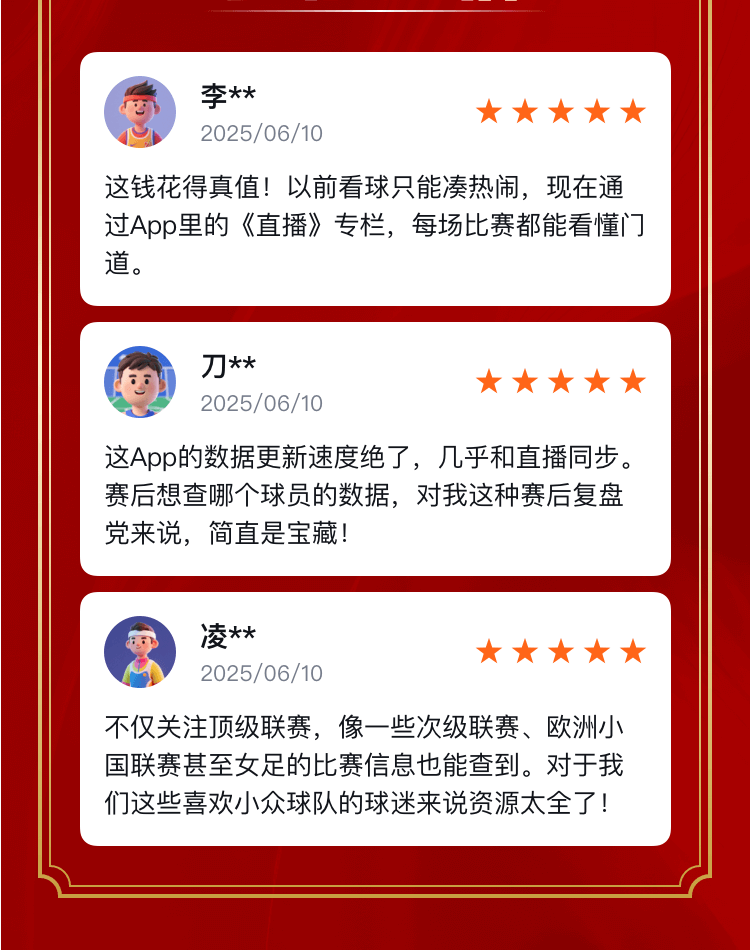 李**
2025/06/10
这钱花得真值！以前看球只能凑热闹，现在通
过App里的《直播》专栏，每场比赛都能看懂门
道。
刀**
2025/06/10
这App的数据更新速度绝了，几乎和直播同步。
赛后想查哪个球员的数据，对我这种赛后复盘
党来说，简直是宝藏！
凌**
2025/06/10
不仅关注顶级联赛，像一些次级联赛、欧洲小
国联赛甚至女足的比赛信息也能查到。对于我
们这些喜欢小众球队的球迷来说资源太全了！